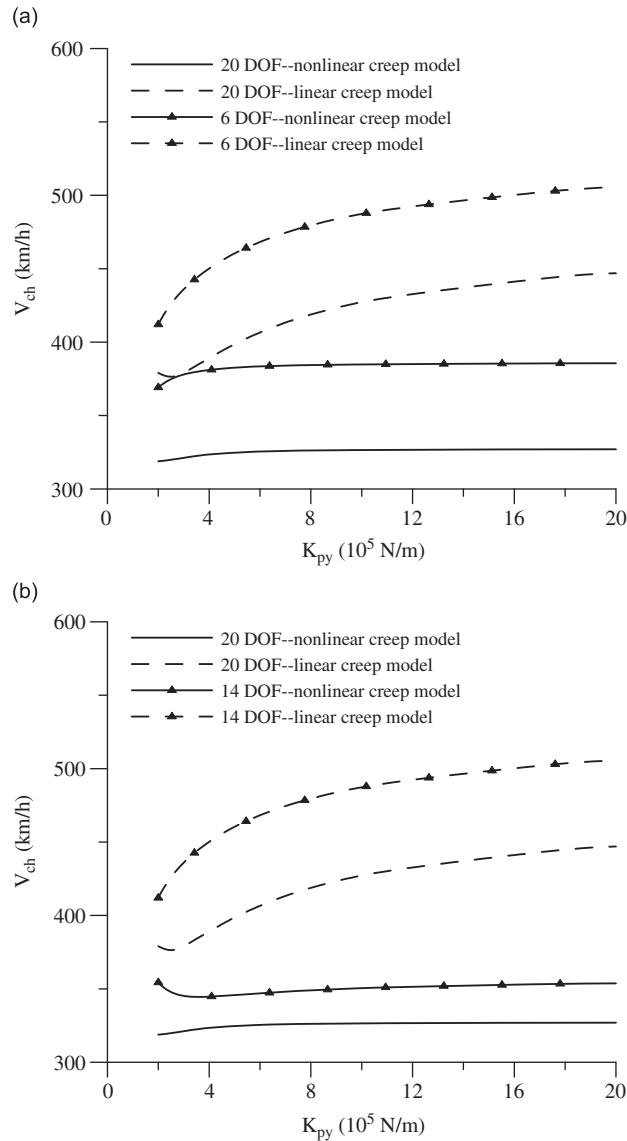 (a)
600
20 DOF--nonlinear creep model
20 DOF--linear creep model
6 DOF--nonlinear creep model
6 DOF--linear creep model
500
V_ch (km/h)
400
300
0 4 8 12 16 20
K_py (10^5 N/m)
(b)
600
20 DOF--nonlinear creep model
20 DOF--linear creep model
14 DOF--nonlinear creep model
14 DOF--linear creep model
500
V_ch (km/h)
400
300
0 4 8 12 16 20
K_py (10^5 N/m)